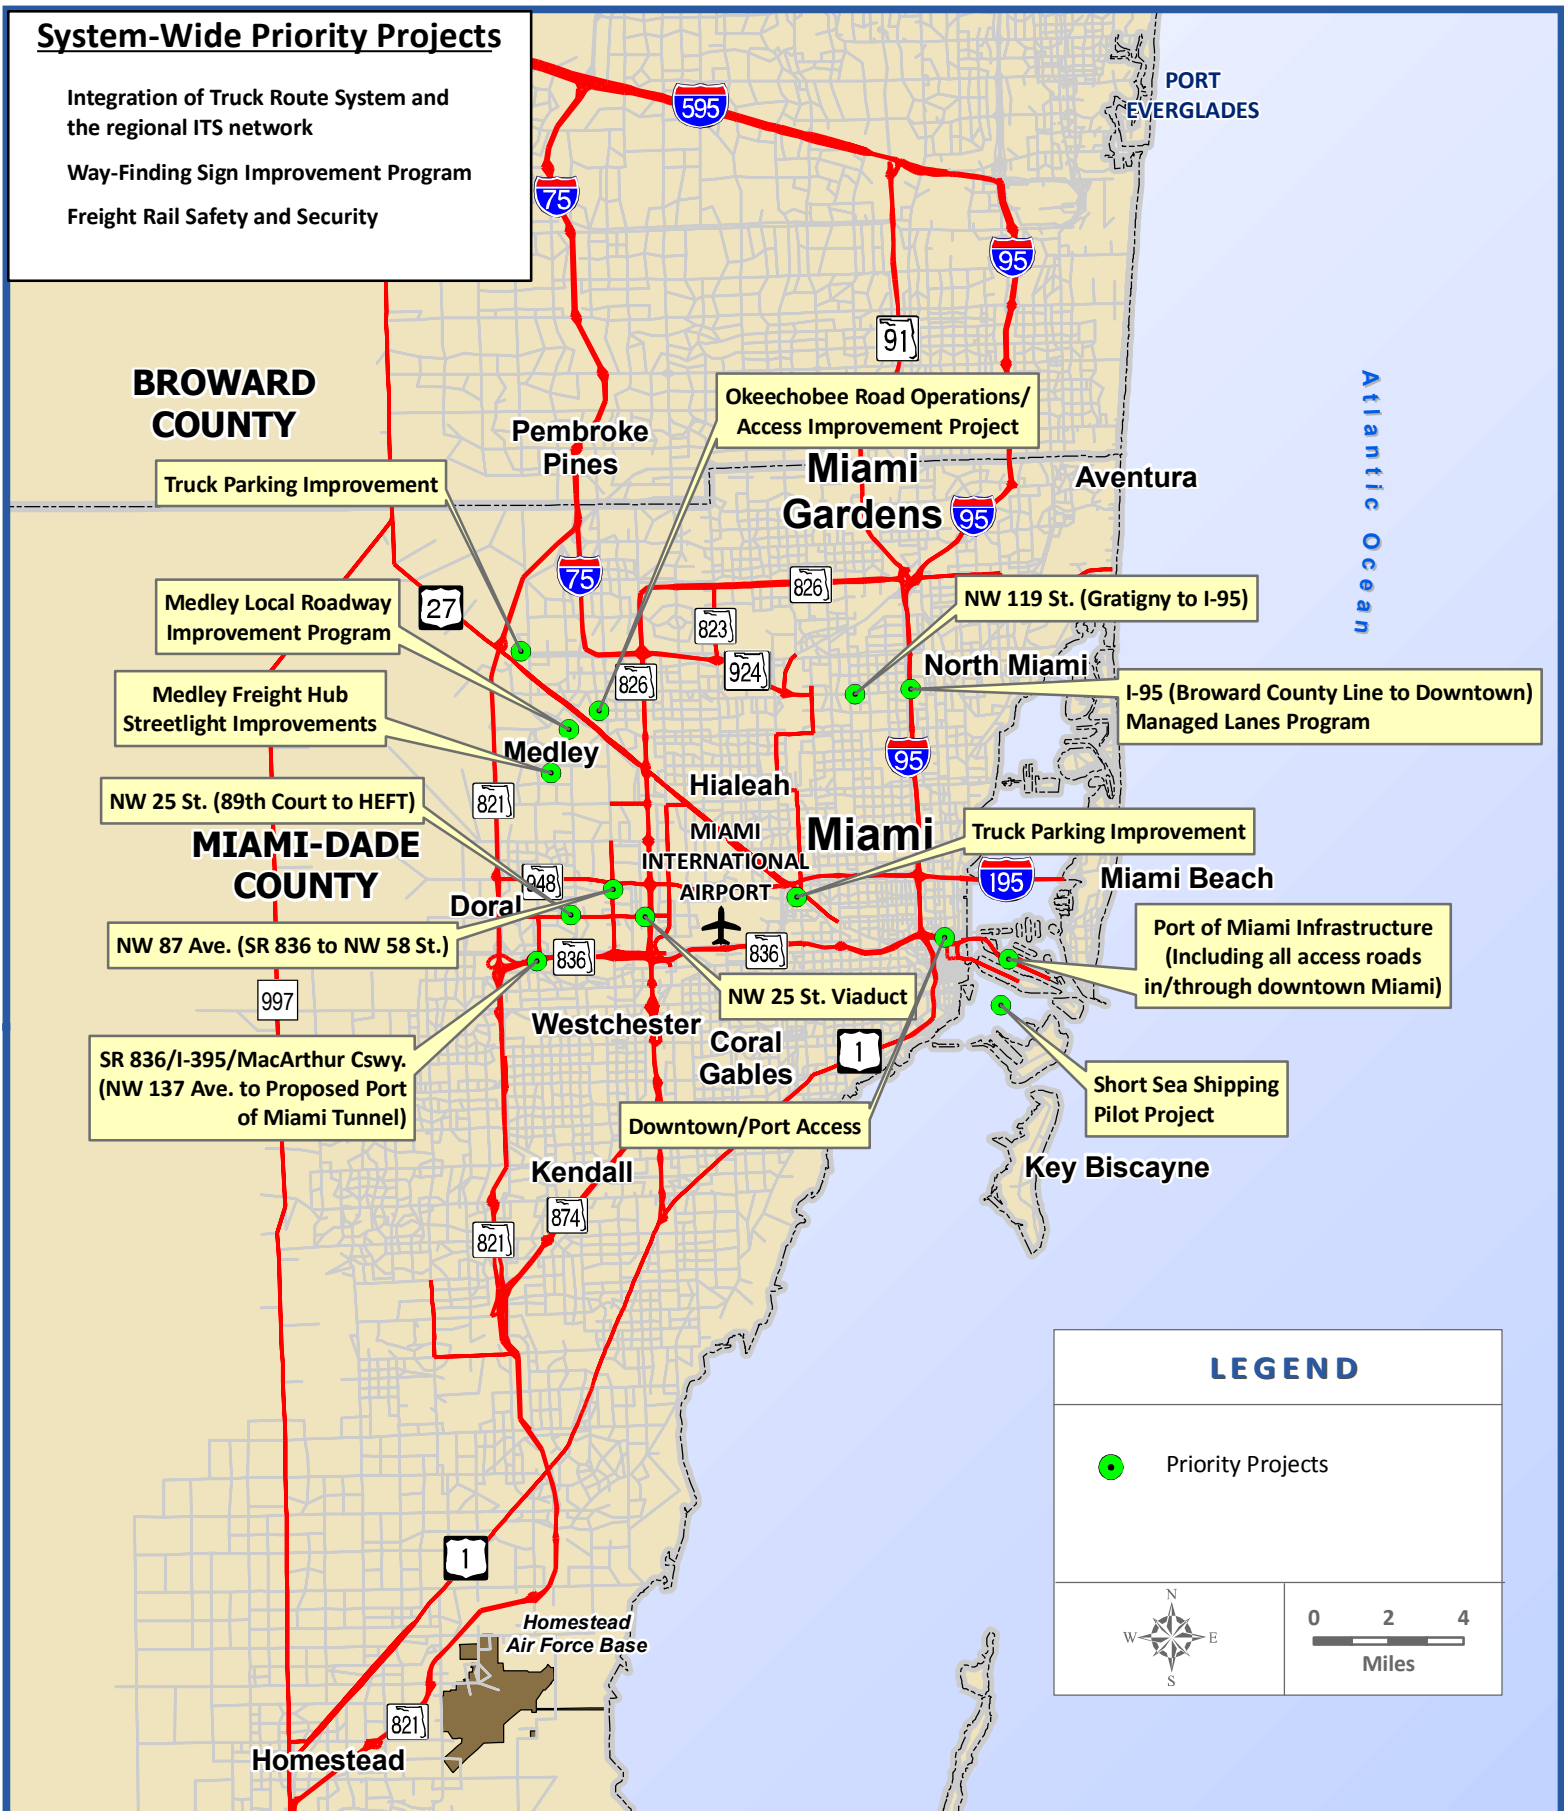 System-Wide Priority Projects
Integration of Truck Route System and
the regional ITS network
Way-Finding Sign Improvement Program
Freight Rail Safety and Security
595
PORT
EVERGLADES
75
95
91
BROWARD
COUNTY
Atlantic Ocean
Okeechobee Road Operations/
Access Improvement Project
Pembroke
Pines
Miami
Gardens
Aventura
Truck Parking Improvement
95
75
826
27
Medley Local Roadway
Improvement Program
NW 119 St. (Gratigny to I-95)
823
924
826
North Miami
I-95 (Broward County Line to Downtown)
Managed Lanes Program
Medley Freight Hub
Streetlight Improvements
Medley
95
Hialeah
821
NW 25 St. (89th Court to HEFT)
MIAMI-DADE
COUNTY
MIAMI
INTERNATIONAL
AIRPORT
Miami
Truck Parking Improvement
948
195
Miami Beach
Doral
NW 87 Ave. (SR 836 to NW 58 St.)
836
836
Port of Miami Infrastructure
(Including all access roads
in/through downtown Miami)
NW 25 St. Viaduct
997
Westchester
Coral
Gables
1
SR 836/I-395/MacArthur Cswy.
(NW 137 Ave. to Proposed Port
of Miami Tunnel)
Short Sea Shipping
Pilot Project
Downtown/Port Access
Kendall
Key Biscayne
874
821
LEGEND
Priority Projects
1
N
W
E
S
0 2 4
Miles
Homestead
Air Force Base
821
Homestead